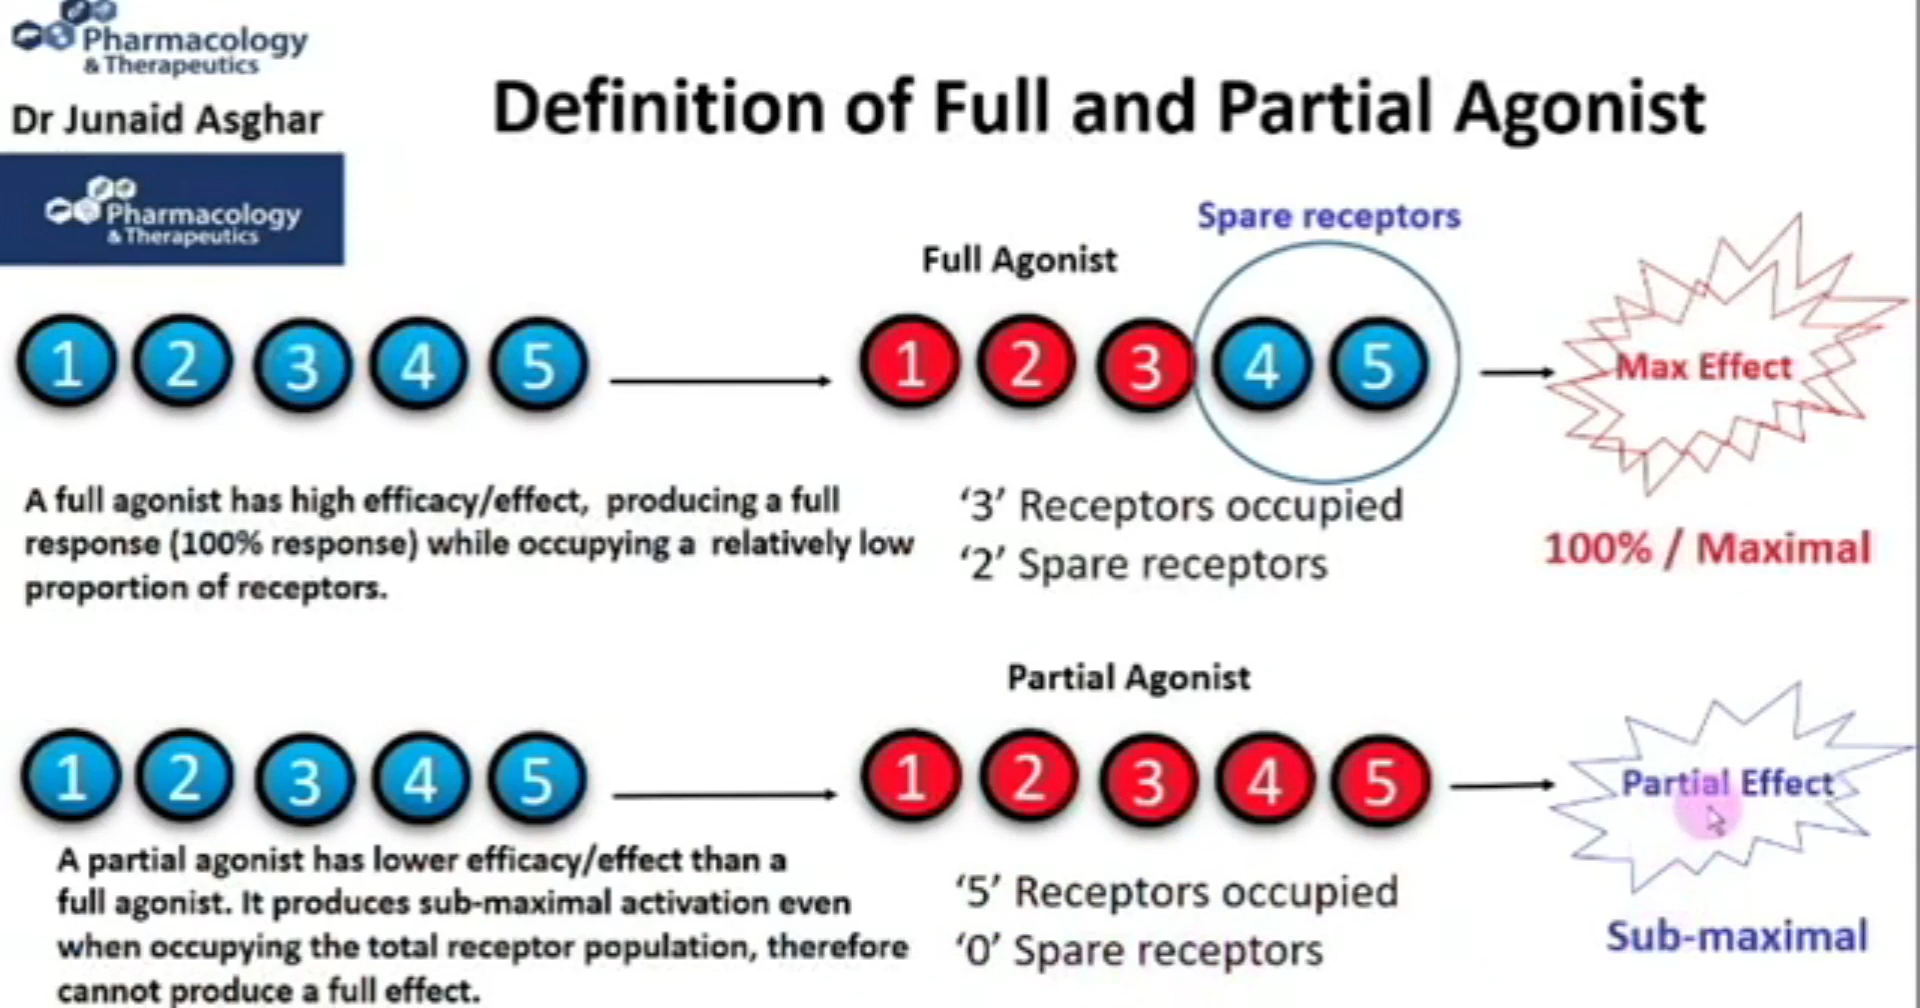 Pharmacology
& Therapeutics
Dr Junaid Asghar
Pharmacology
& Therapeutics
Definition of Full and Partial Agonist
Spare receptors
Full Agonist
1 2 3 4 5
1 2 3 4 5
Max Effect
A full agonist has high efficacy/effect, producing a full
response (100% response) while occupying a relatively low
proportion of receptors.
‘3’ Receptors occupied
‘2’ Spare receptors
100% / Maximal
Partial Agonist
1 2 3 4 5
1 2 3 4 5
Partial Effect
A partial agonist has lower efficacy/effect than a
full agonist. It produces sub-maximal activation even
when occupying the total receptor population, therefore
cannot produce a full effect.
‘5’ Receptors occupied
‘0’ Spare receptors
Sub-maximal